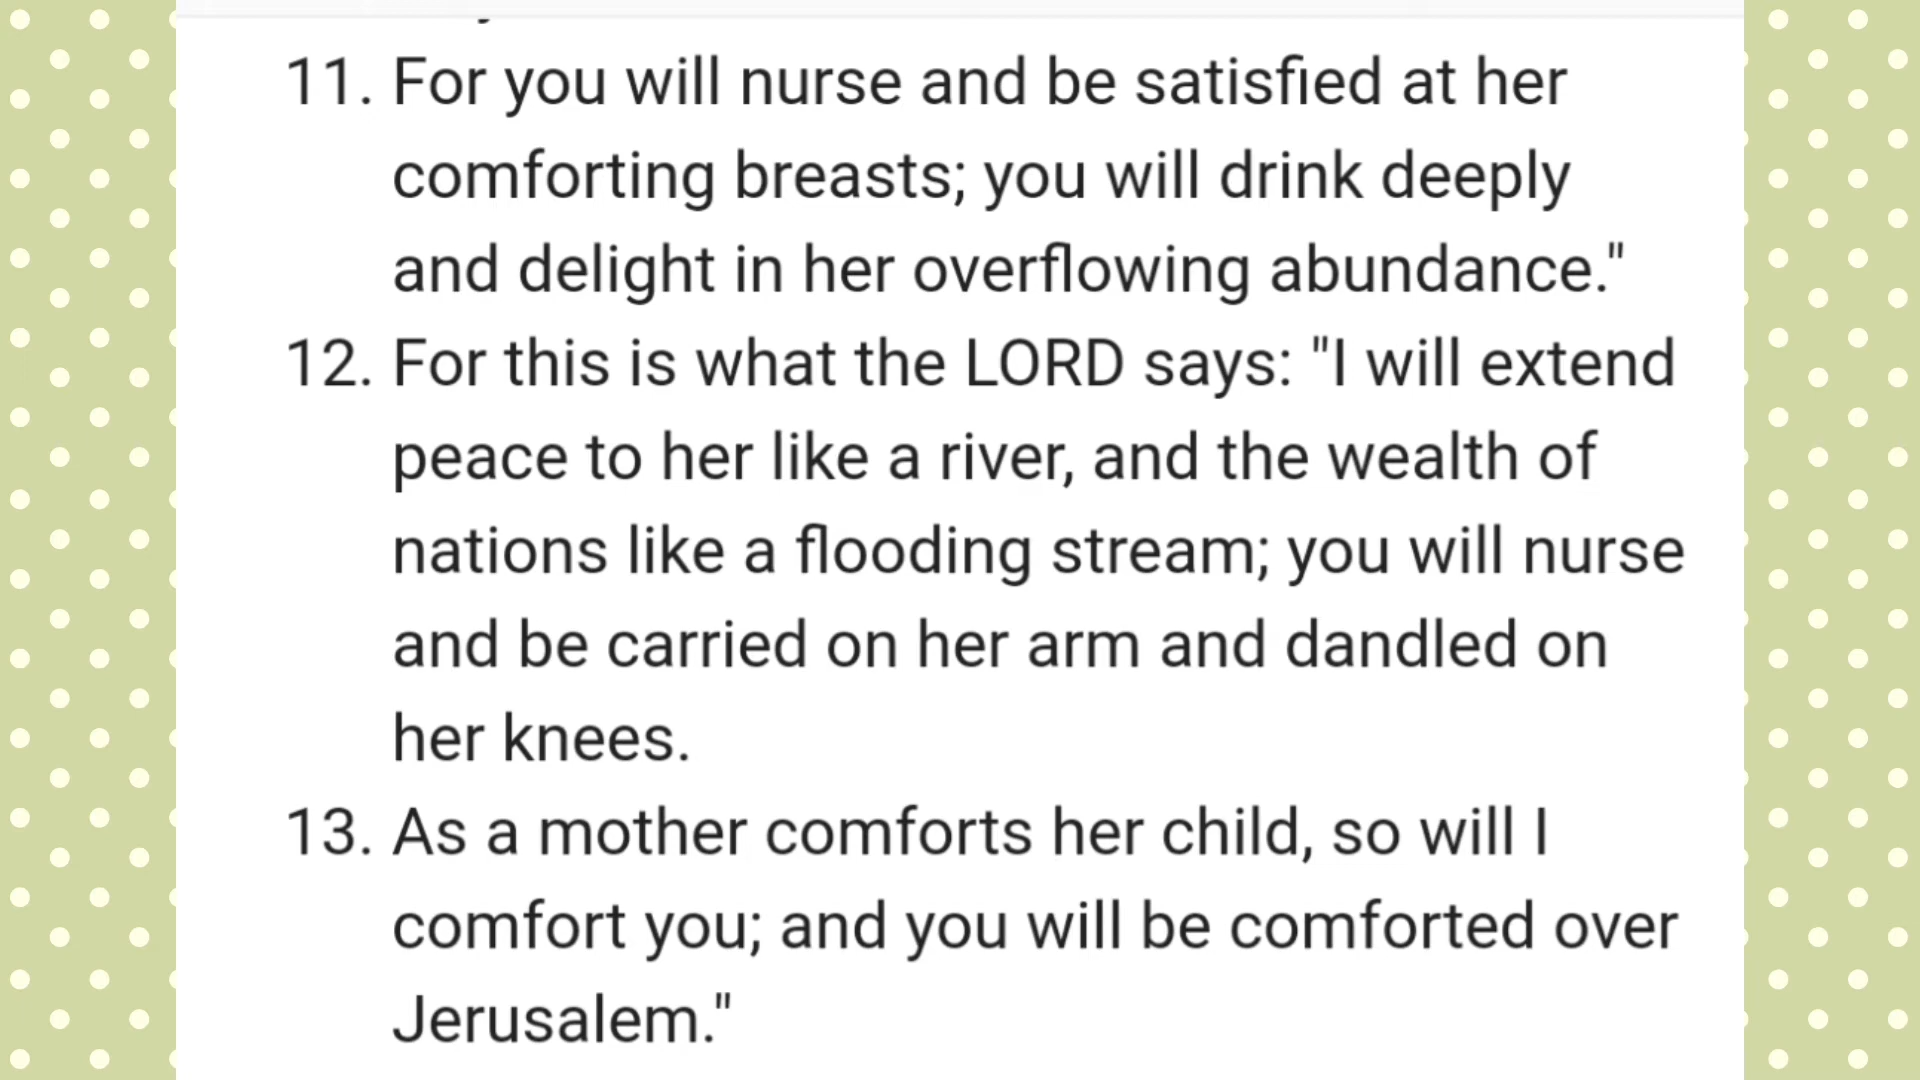 11. For you will nurse and be satisfied at her
comforting breasts; you will drink deeply
and delight in her overflowing abundance."
12. For this is what the LORD says: "I will extend
peace to her like a river, and the wealth of
nations like a flooding stream; you will nurse
and be carried on her arm and dandled on
her knees.
13. As a mother comforts her child, so will I
comfort you; and you will be comforted over
Jerusalem."